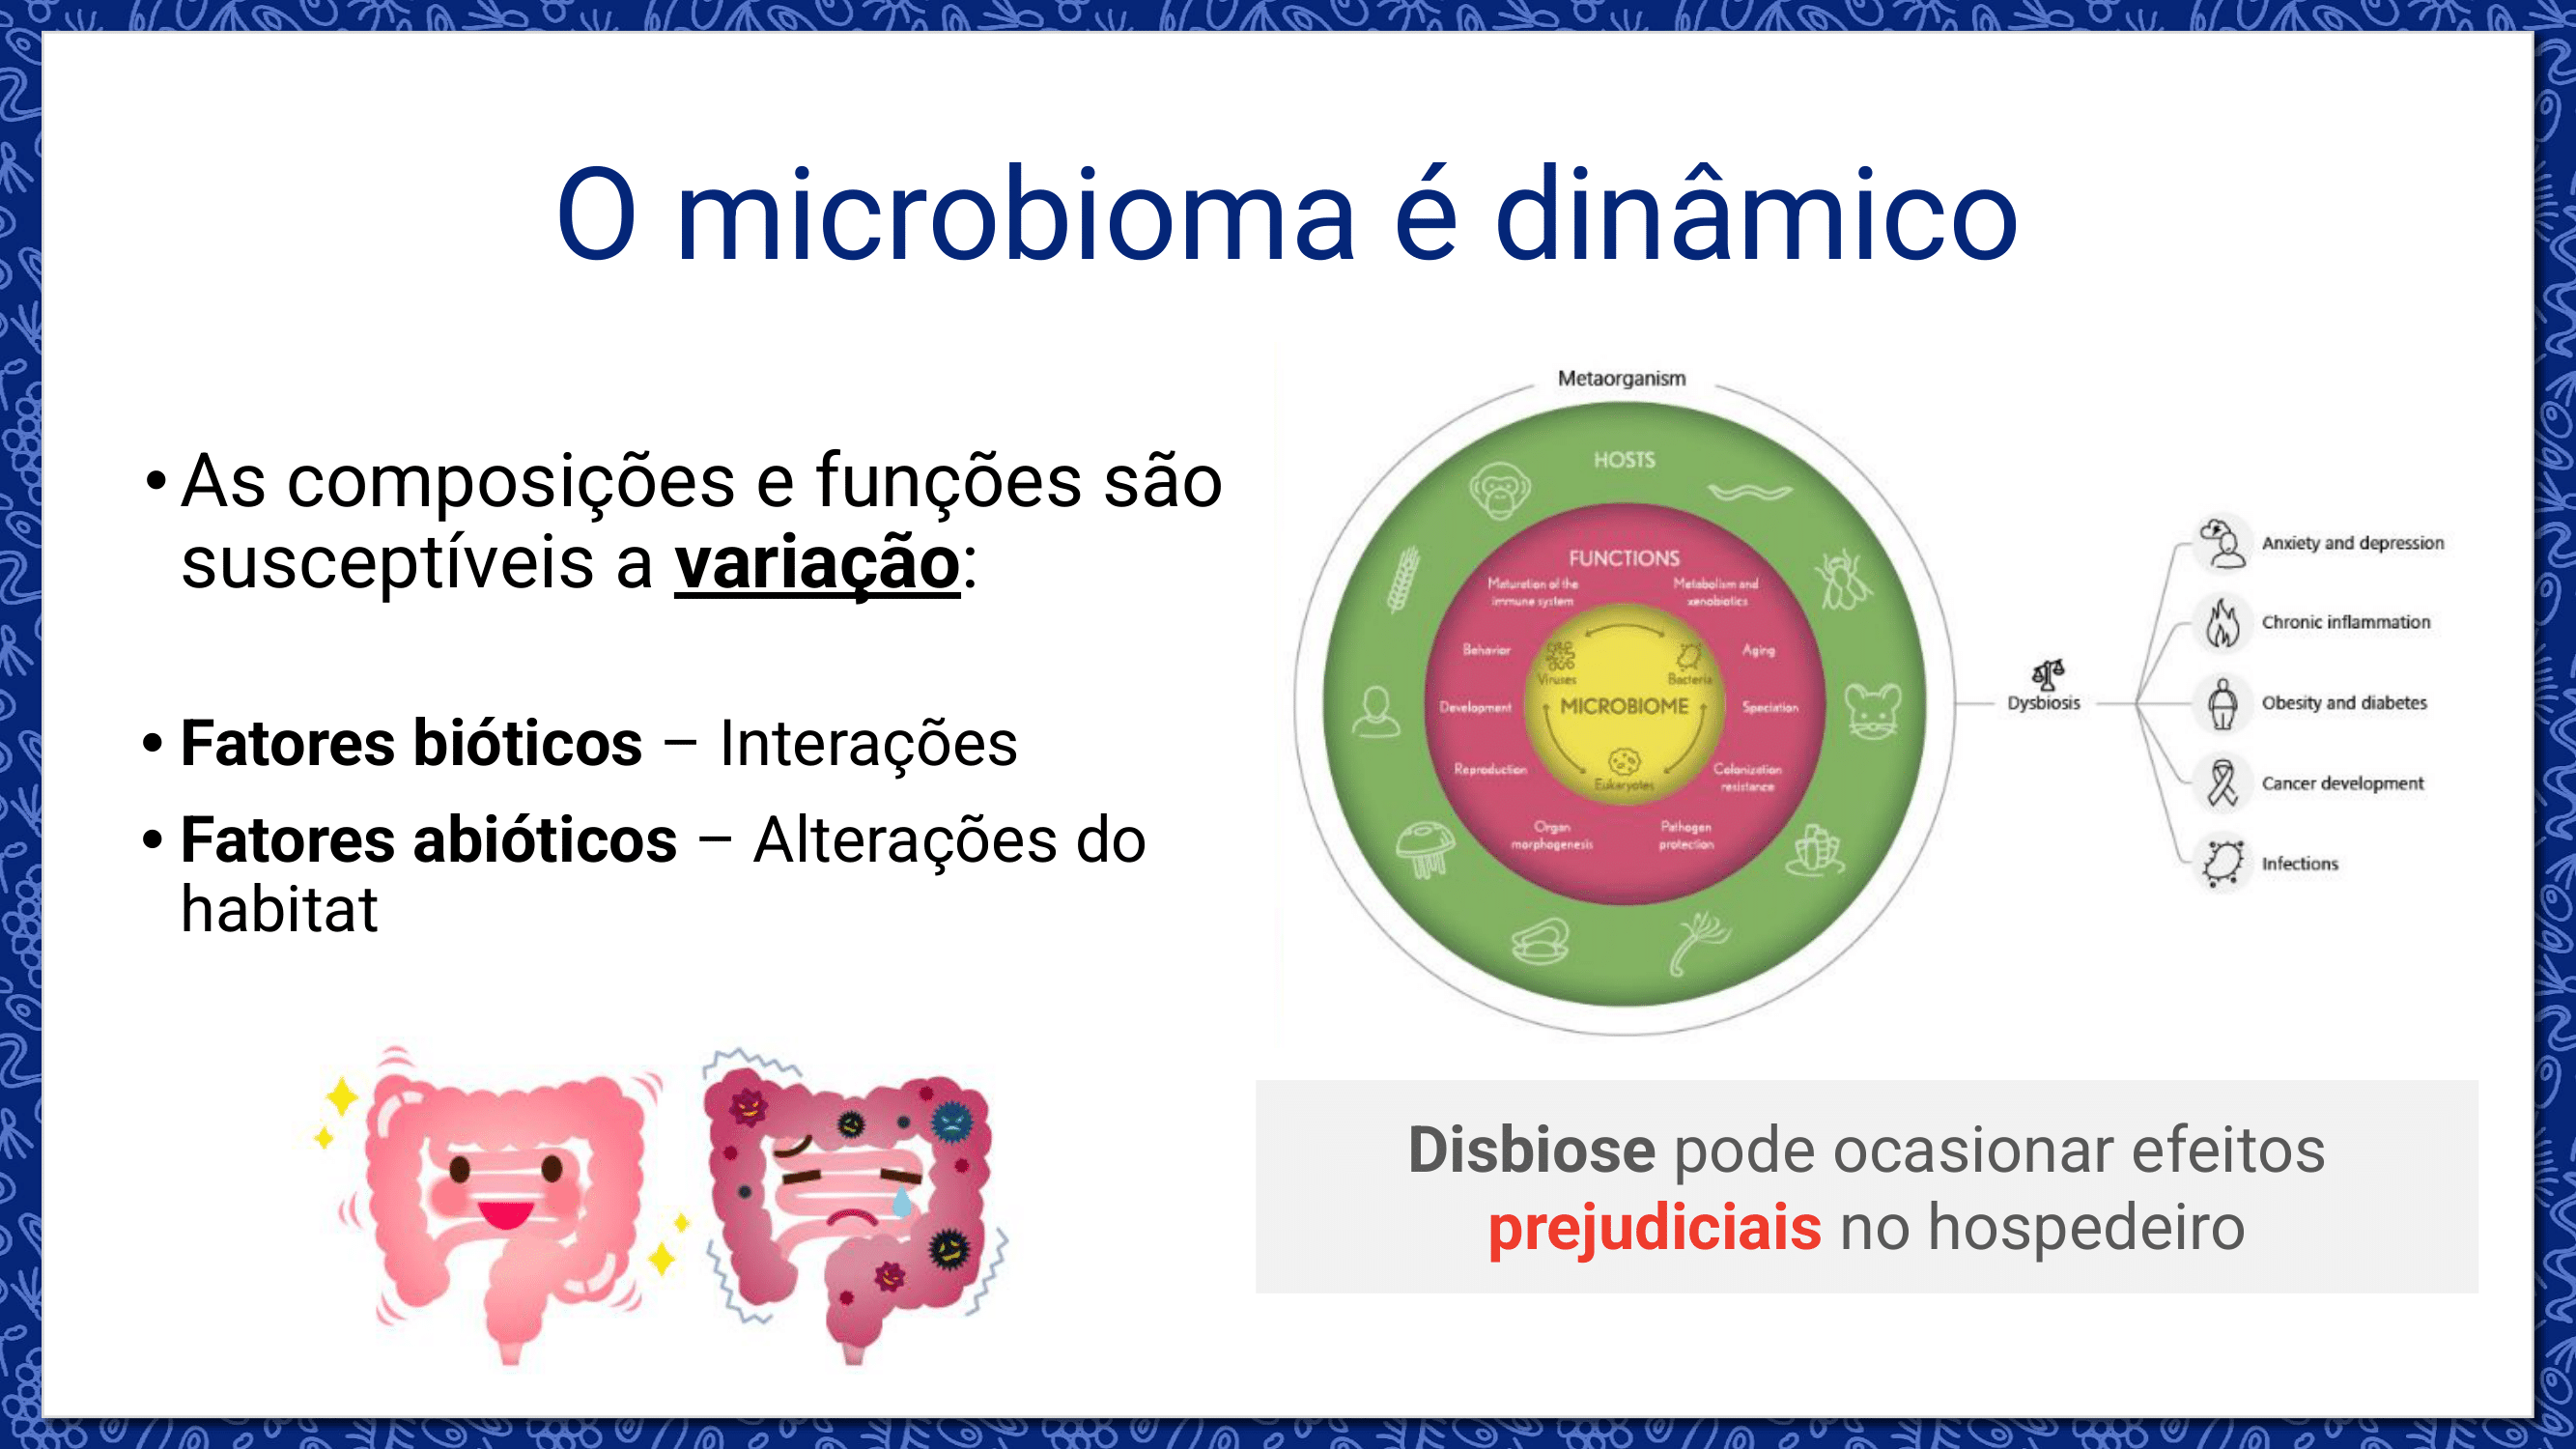 O microbioma é dinâmico
• As composições e funções são
susceptíveis a variação:
• Fatores bióticos – Interações
• Fatores abióticos – Alterações do
habitat
Metaorganism
HOSTS
FUNCTIONS
Maturation of the
immune system
Metabolism and
xenobiotics
Behavior
Aging
Development
Speciation
Reproduction
Colonization
resistance
Organ
morphogenesis
Pathogen
protection
Viruses
Bacteria
MICROBIOME
Eukaryotes
Dysbiosis
Anxiety and depression
Chronic inflammation
Obesity and diabetes
Cancer development
Infections
Disbiose pode ocasionar efeitos
prejudiciais no hospedeiro